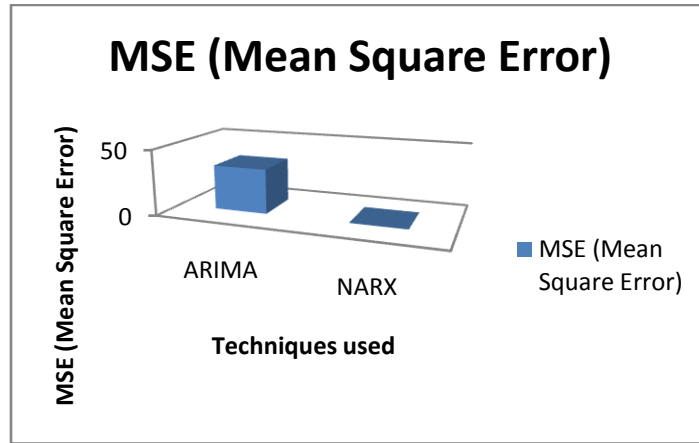 MSE (Mean Square Error)
MSE (Mean Square Error)
50
0
ARIMA
NARX
Techniques used
MSE (Mean
Square Error)